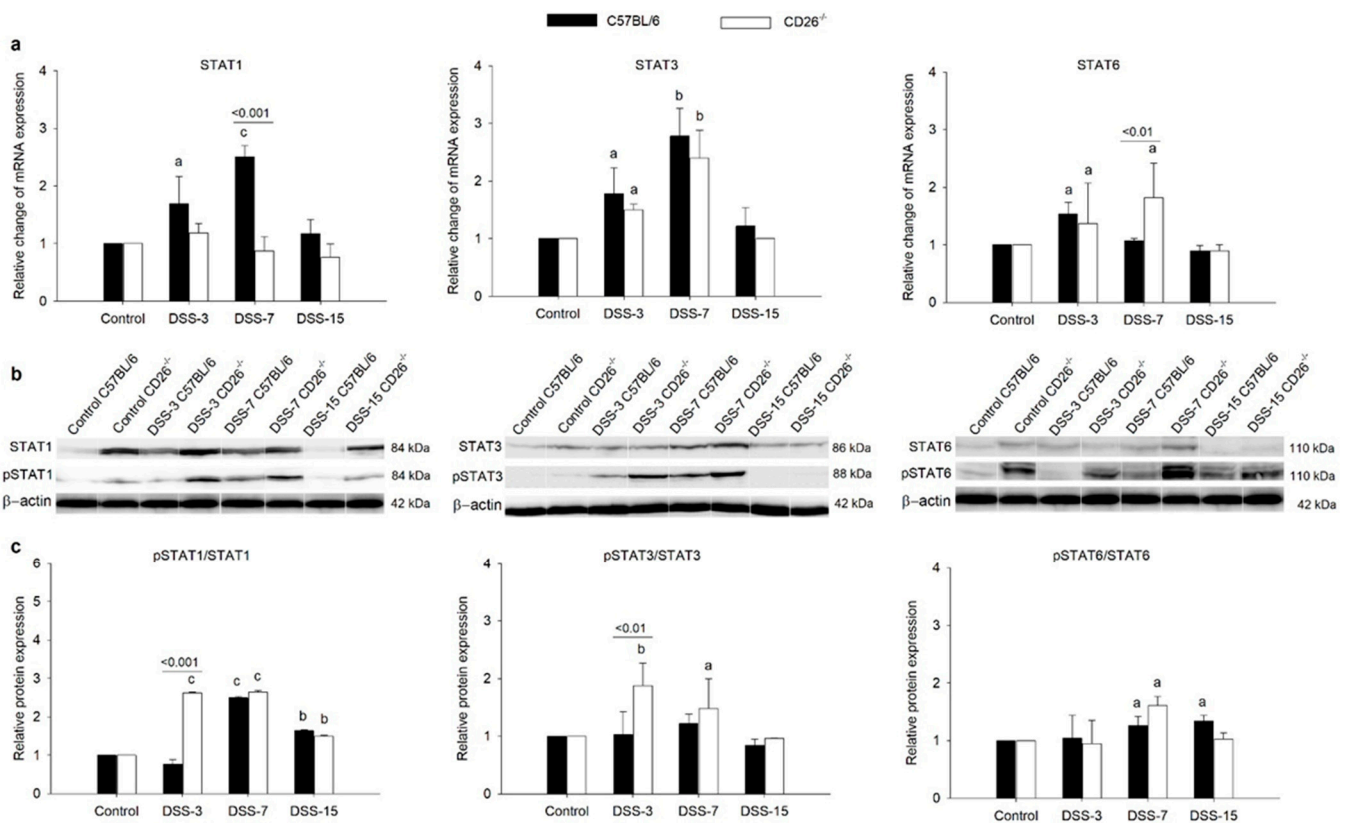 C57BL/6 CD26-/-
a
STAT1 STAT3 STAT6
Relative change of mRNA expression
4
3
2
1
0
<0.001
a
c
Control DSS-3 DSS-7 DSS-15
Relative change of mRNA expression
4
3
2
1
0
a
a
b
b
Control DSS-3 DSS-7 DSS-15
Relative change of mRNA expression
4
3
2
1
0
<0.01
a
a
a
Control DSS-3 DSS-7 DSS-15
b
Control C57BL/6
Control CD26-/-
DSS-3 C57BL/6
DSS-3 CD26-/-
DSS-7 C57BL/6
DSS-7 CD26-/-
DSS-15 C57BL/6
DSS-15 CD26-/-
STAT1 84 kDa
pSTAT1 84 kDa
β–actin 42 kDa
Control C57BL/6
Control CD26-/-
DSS-3 C57BL/6
DSS-3 CD26-/-
DSS-7 C57BL/6
DSS-7 CD26-/-
DSS-15 C57BL/6
DSS-15 CD26-/-
STAT3 86 kDa
pSTAT3 88 kDa
β–actin 42 kDa
Control C57BL/6
Control CD26-/-
DSS-3 C57BL/6
DSS-3 CD26-/-
DSS-7 C57BL/6
DSS-7 CD26-/-
DSS-15 C57BL/6
DSS-15 CD26-/-
STAT6 110 kDa
pSTAT6 110 kDa
β–actin 42 kDa
c
pSTAT1/STAT1 pSTAT3/STAT3 pSTAT6/STAT6
Relative protein expression
6
5
4
3
2
1
0
<0.001
c
c c
b b
Control DSS-3 DSS-7 DSS-15
Relative protein expression
4
3
2
1
0
<0.01
b
a
Control DSS-3 DSS-7 DSS-15
Relative protein expression
4
3
2
1
0
a
a
a
Control DSS-3 DSS-7 DSS-15